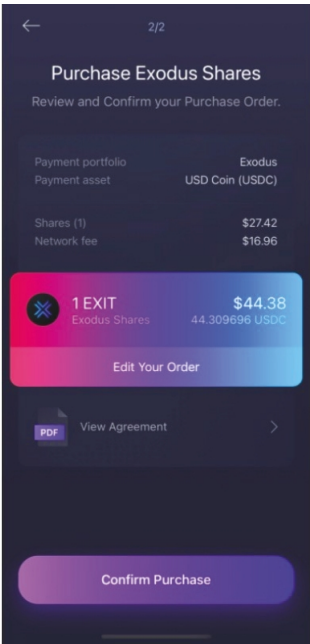 2/2
Purchase Exodus Shares
Review and Confirm your Purchase Order.
Payment portfolio Exodus
Payment asset USD Coin (USDC)
Shares (1) $27.42
Network fee $16.96
1 EXIT $44.38
Exodus Shares 44.309696 USDC
Edit Your Order
PDF View Agreement
Confirm Purchase